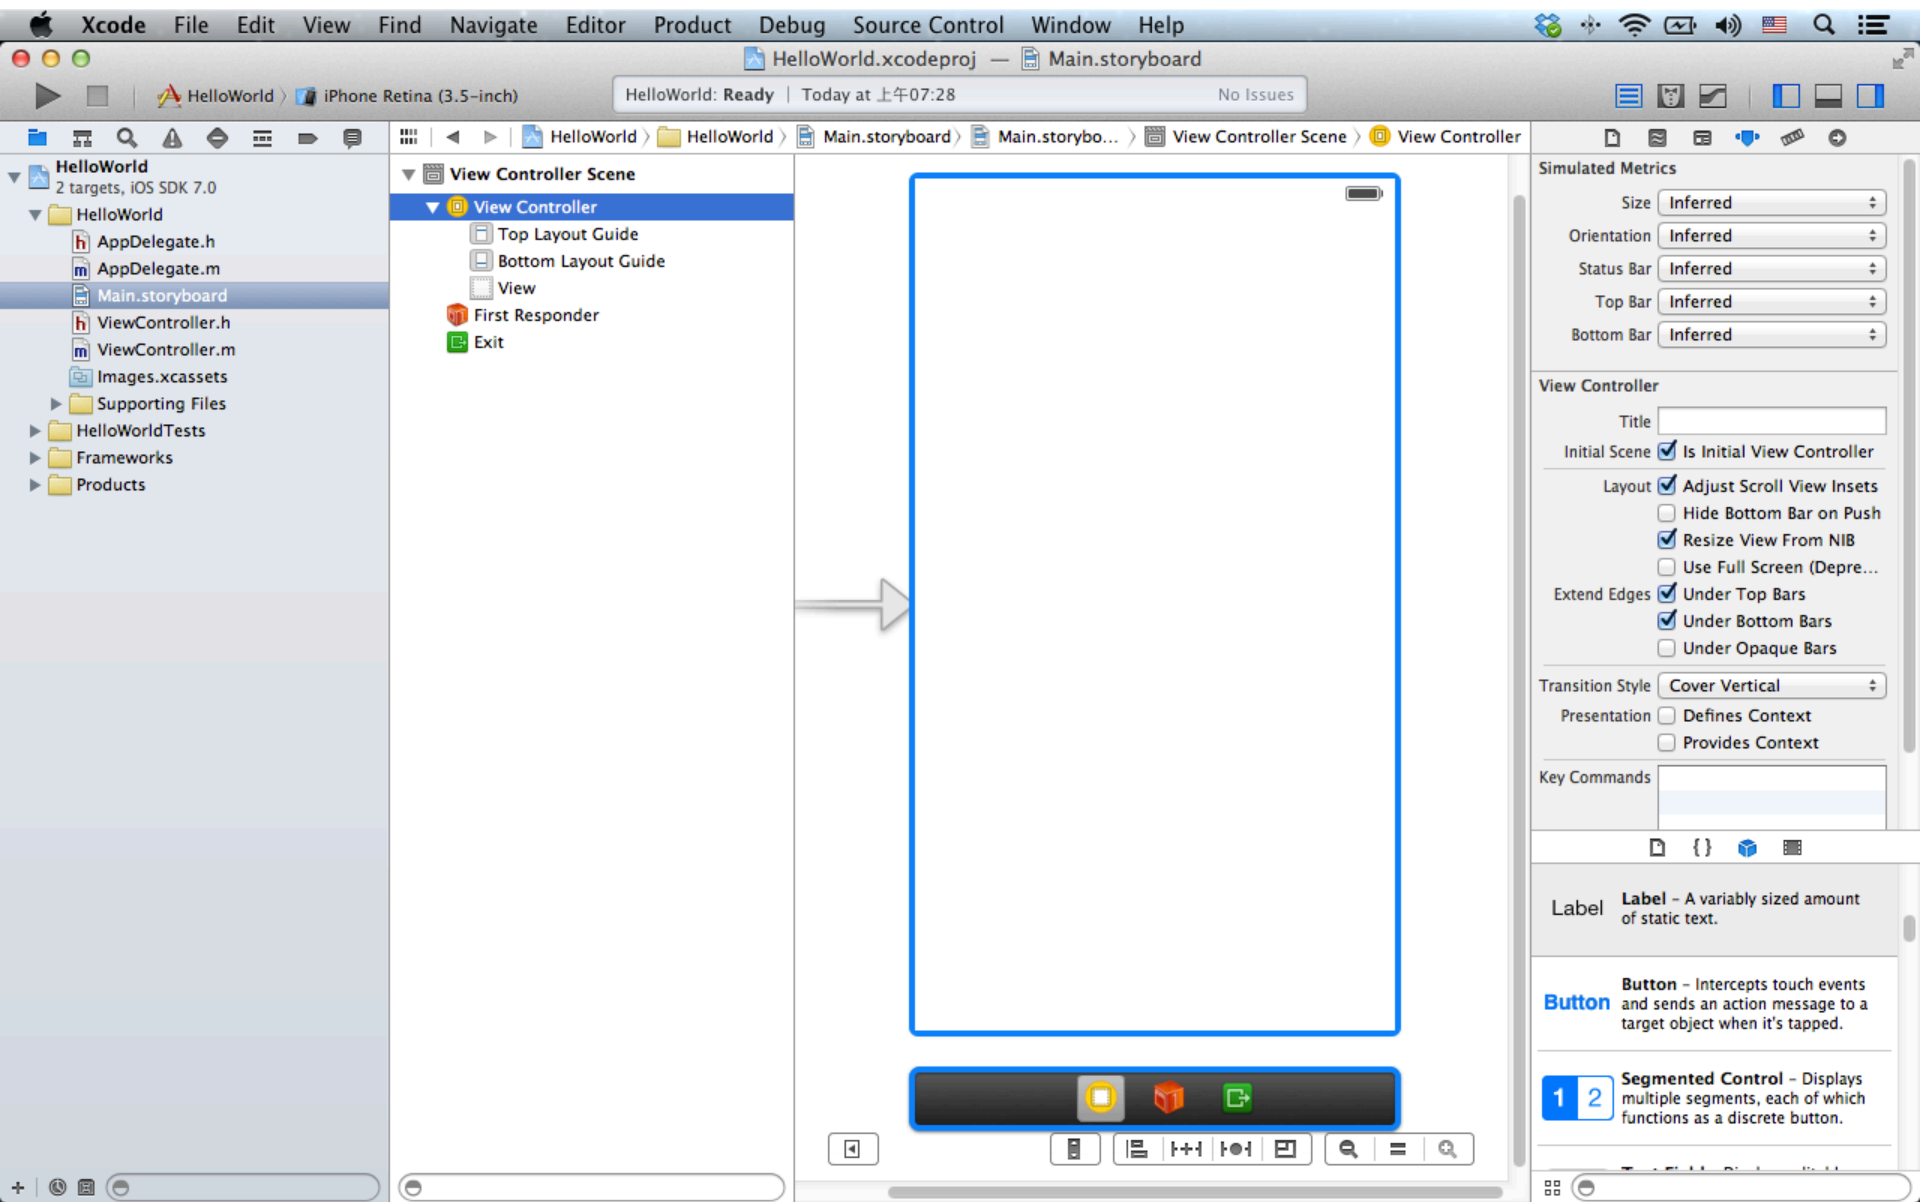 Xcode File Edit View Find Navigate Editor Product Debug Source Control Window Help
HelloWorld.xcodeproj — Main.storyboard
HelloWorld iPhone Retina (3.5-inch)
HelloWorld: Ready | Today at 上午07:28 No Issues
HelloWorld HelloWorld Main.storyboard Main.storybo... View Controller Scene View Controller
HelloWorld
2 targets, iOS SDK 7.0
HelloWorld
AppDelegate.h
AppDelegate.m
Main.storyboard
ViewController.h
ViewController.m
Images.xcassets
Supporting Files
HelloWorldTests
Frameworks
Products
View Controller Scene
View Controller
Top Layout Guide
Bottom Layout Guide
View
First Responder
Exit
Simulated Metrics
Size Inferred
Orientation Inferred
Status Bar Inferred
Top Bar Inferred
Bottom Bar Inferred
View Controller
Title
Initial Scene Is Initial View Controller
Layout Adjust Scroll View Insets
Hide Bottom Bar on Push
Resize View From NIB
Use Full Screen (Depre...
Extend Edges Under Top Bars
Under Bottom Bars
Under Opaque Bars
Transition Style Cover Vertical
Presentation Defines Context
Provides Context
Key Commands
Label
Label – A variably sized amount
of static text.
Button
Button – Intercepts touch events
and sends an action message to a
target object when it's tapped.
1 2
Segmented Control – Displays
multiple segments, each of which
functions as a discrete button.